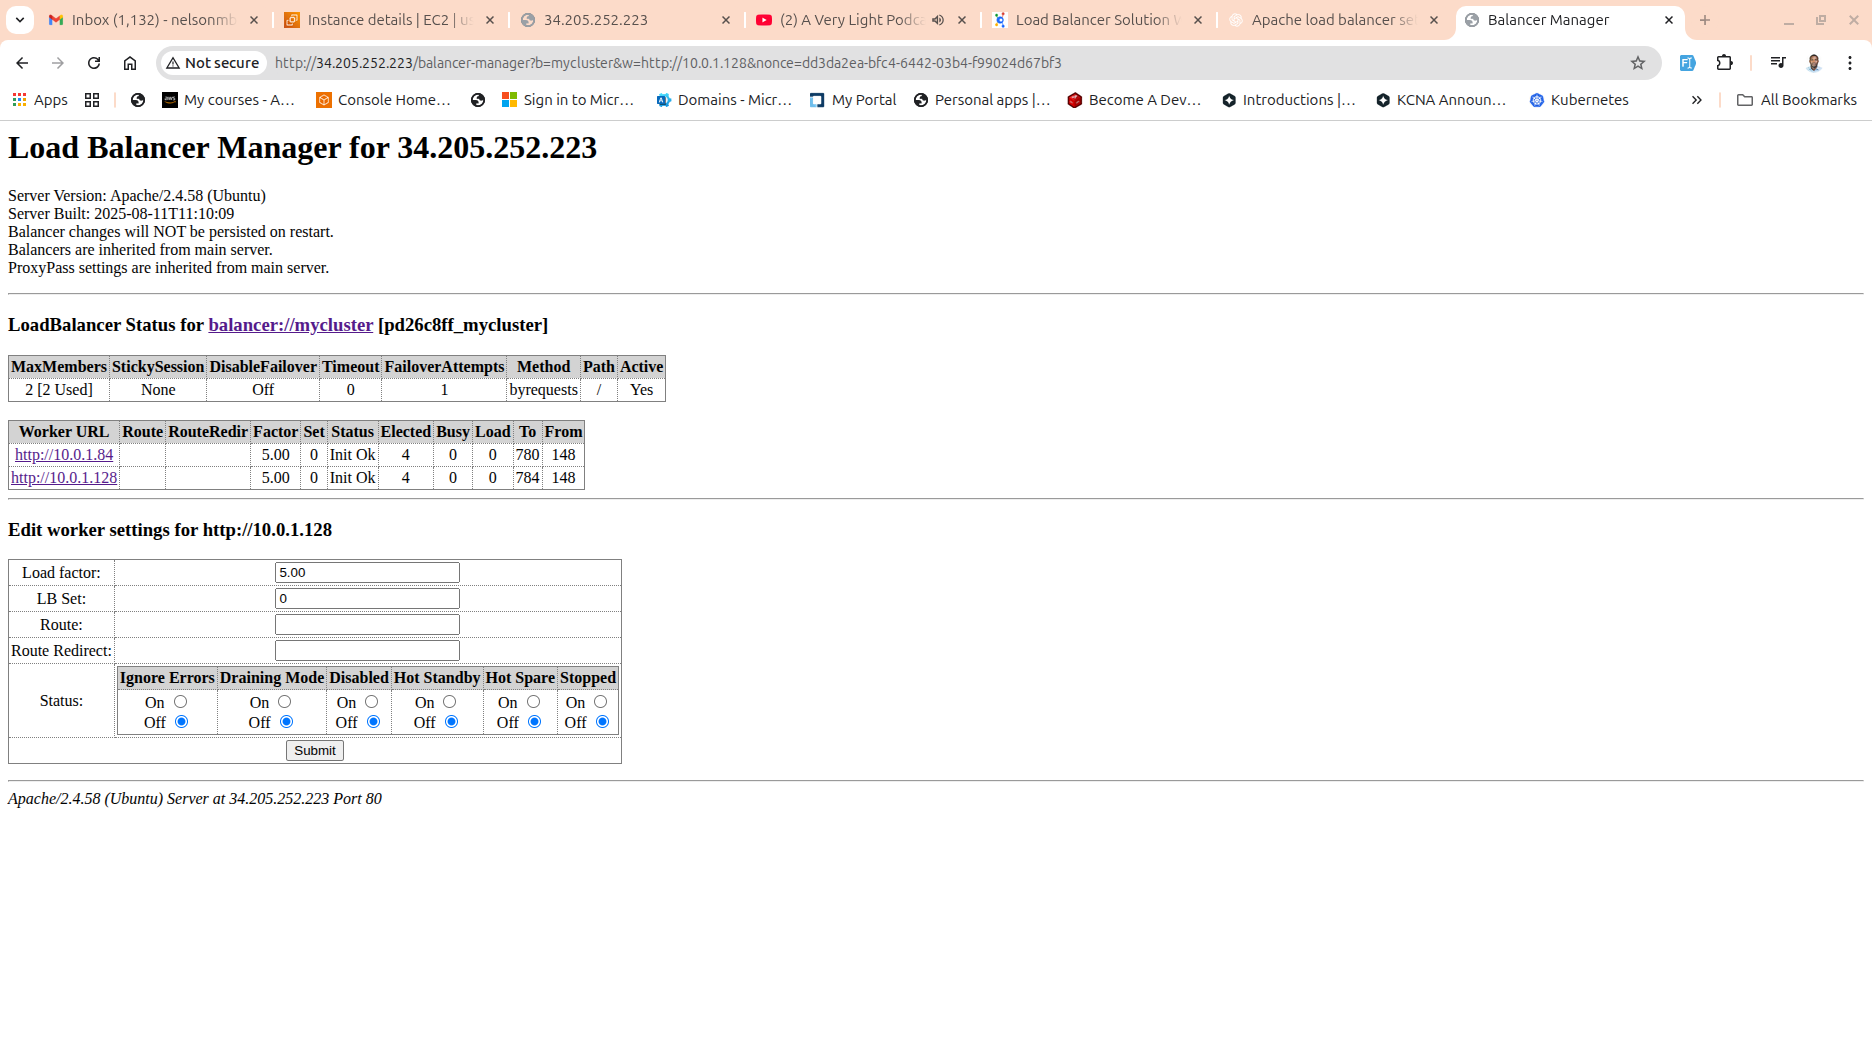 Inbox (1,132) - nelsonmb
Instance details | EC2 | us
34.205.252.223
(2) A Very Light Podca
Load Balancer Solution W
Apache load balancer se
Balancer Manager
Not secure
http://34.205.252.223/balancer-manager?b=mycluster&w=http://10.0.1.128&nonce=dd3da2ea-bfc4-6442-03b4-f99024d67bf3
Apps
My courses - A...
Console Home...
Sign in to Micr...
Domains - Micr...
My Portal
Personal apps |...
Become A Dev...
Introductions |...
KCNA Announ...
Kubernetes
All Bookmarks
Load Balancer Manager for 34.205.252.223
Server Version: Apache/2.4.58 (Ubuntu)
Server Built: 2025-08-11T11:10:09
Balancer changes will NOT be persisted on restart.
Balancers are inherited from main server.
ProxyPass settings are inherited from main server.
LoadBalancer Status for balancer://mycluster [pd26c8ff_mycluster]
MaxMembers StickySession DisableFailover Timeout FailoverAttempts Method Path Active
2 [2 Used] None Off 0 1 byrequests / Yes
Worker URL Route RouteRedir Factor Set Status Elected Busy Load To From
http://10.0.1.84 5.00 0 Init Ok 4 0 0 780 148
http://10.0.1.128 5.00 0 Init Ok 4 0 0 784 148
Edit worker settings for http://10.0.1.128
Load factor: 5.00
LB Set: 0
Route:
Route Redirect:
Status:
Ignore Errors Draining Mode Disabled Hot Standby Hot Spare Stopped
On On On On On On
Off Off Off Off Off Off
Submit
Apache/2.4.58 (Ubuntu) Server at 34.205.252.223 Port 80